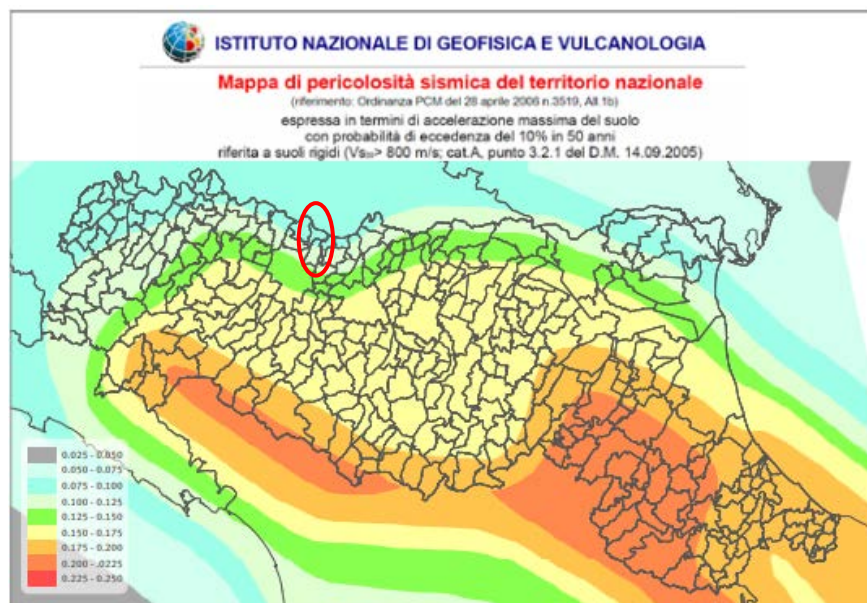 ISTITUTO NAZIONALE DI GEOFISICA E VULCANOLOGIA
Mappa di pericolosità sismica del territorio nazionale
(riferimento: Ordinanza PCM del 28 aprile 2006 n.3519, All.1b)
espressa in termini di accelerazione massima del suolo
con probabilità di eccedenza del 10% in 50 anni
riferita a suoli rigidi (Vs₃₀> 800 m/s; cat.A, punto 3.2.1 del D.M. 14.09.2005)
0.025 - 0.050
0.050 - 0.075
0.075 - 0.100
0.100 - 0.125
0.125 - 0.150
0.150 - 0.175
0.175 - 0.200
0.200 - .0225
0.225 - 0.250